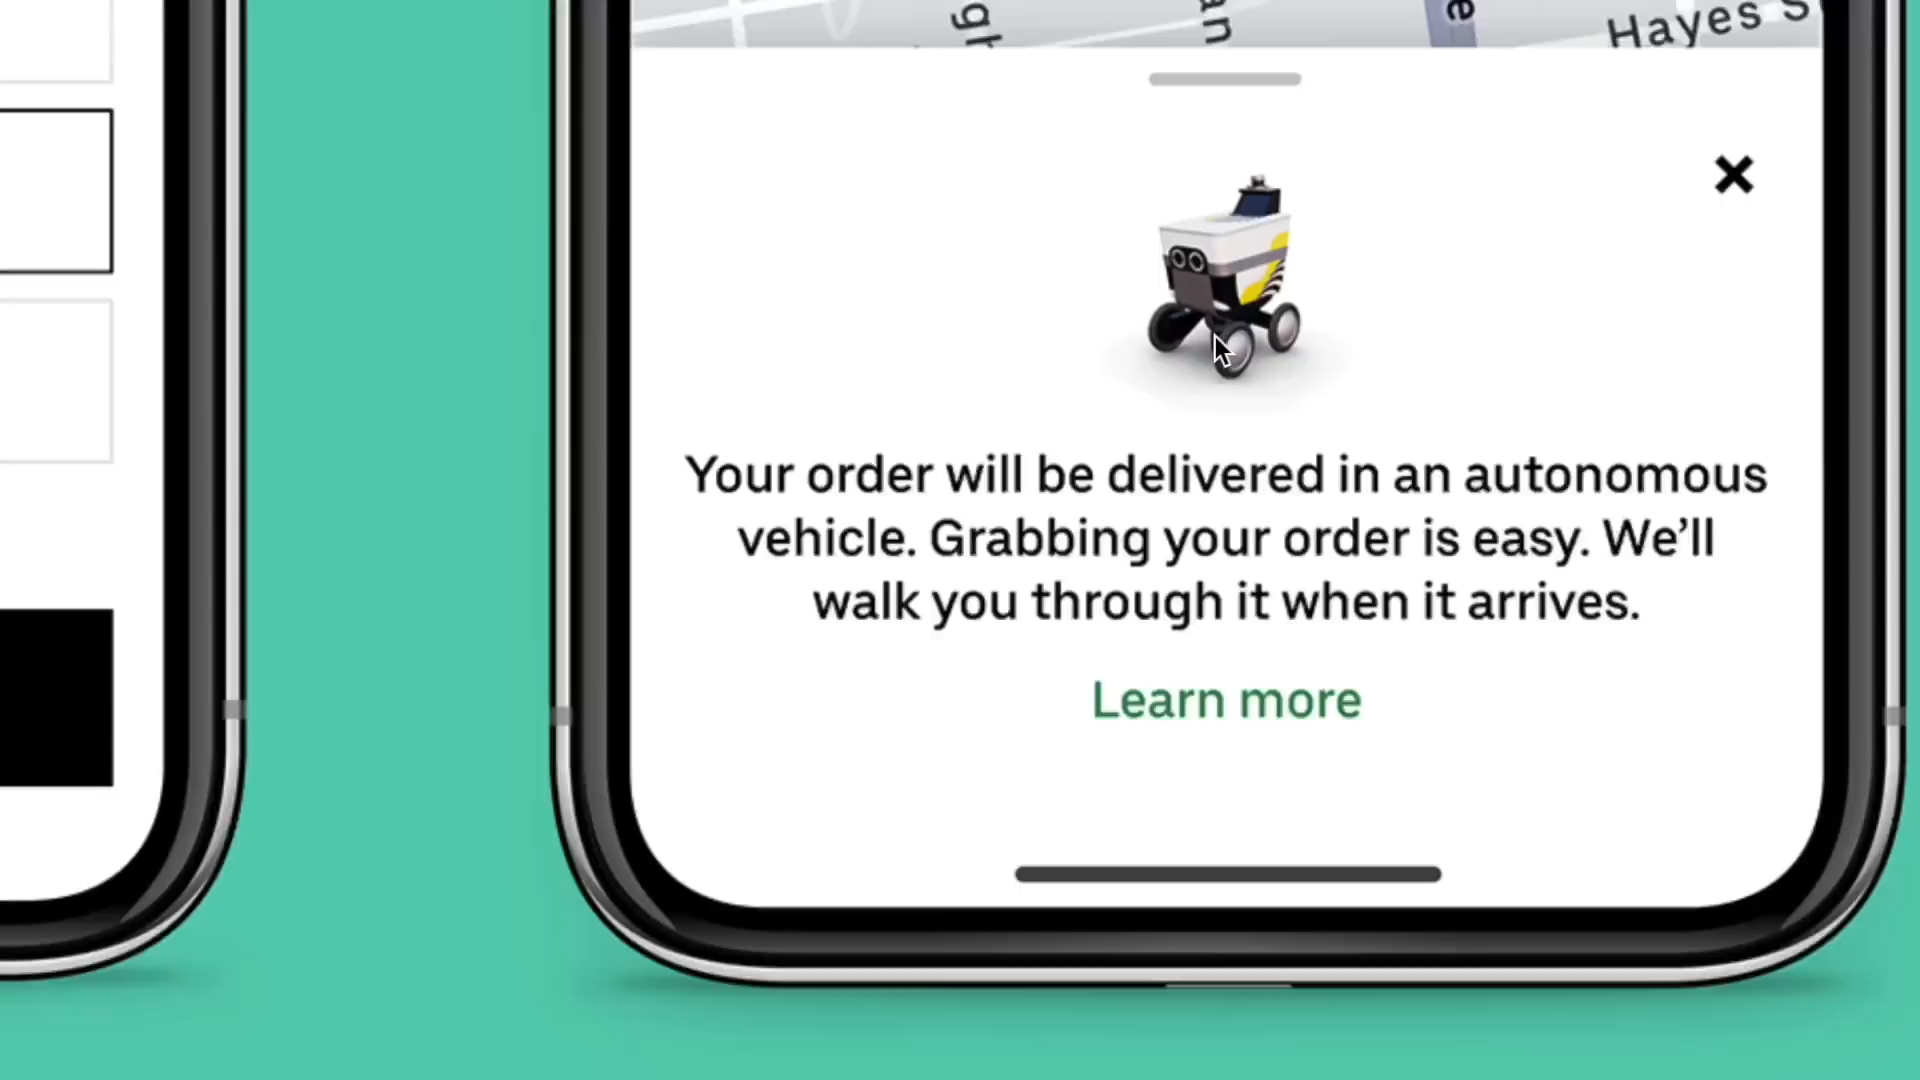 Hayes S
Your order will be delivered in an autonomous
vehicle. Grabbing your order is easy. We’ll
walk you through it when it arrives.
Learn more